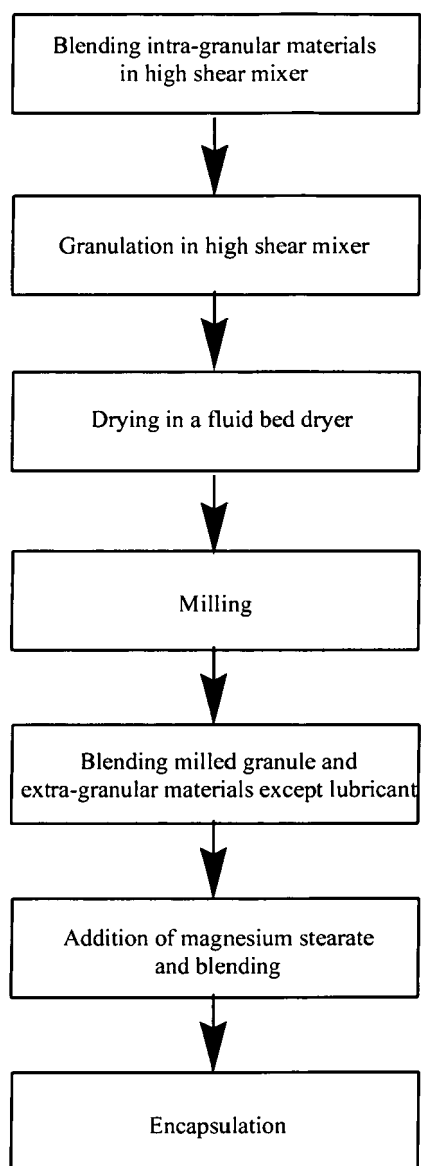 Blending intra-granular materials
in high shear mixer
Granulation in high shear mixer
Drying in a fluid bed dryer
Milling
Blending milled granule and
extra-granular materials except lubricant
Addition of magnesium stearate
and blending
Encapsulation